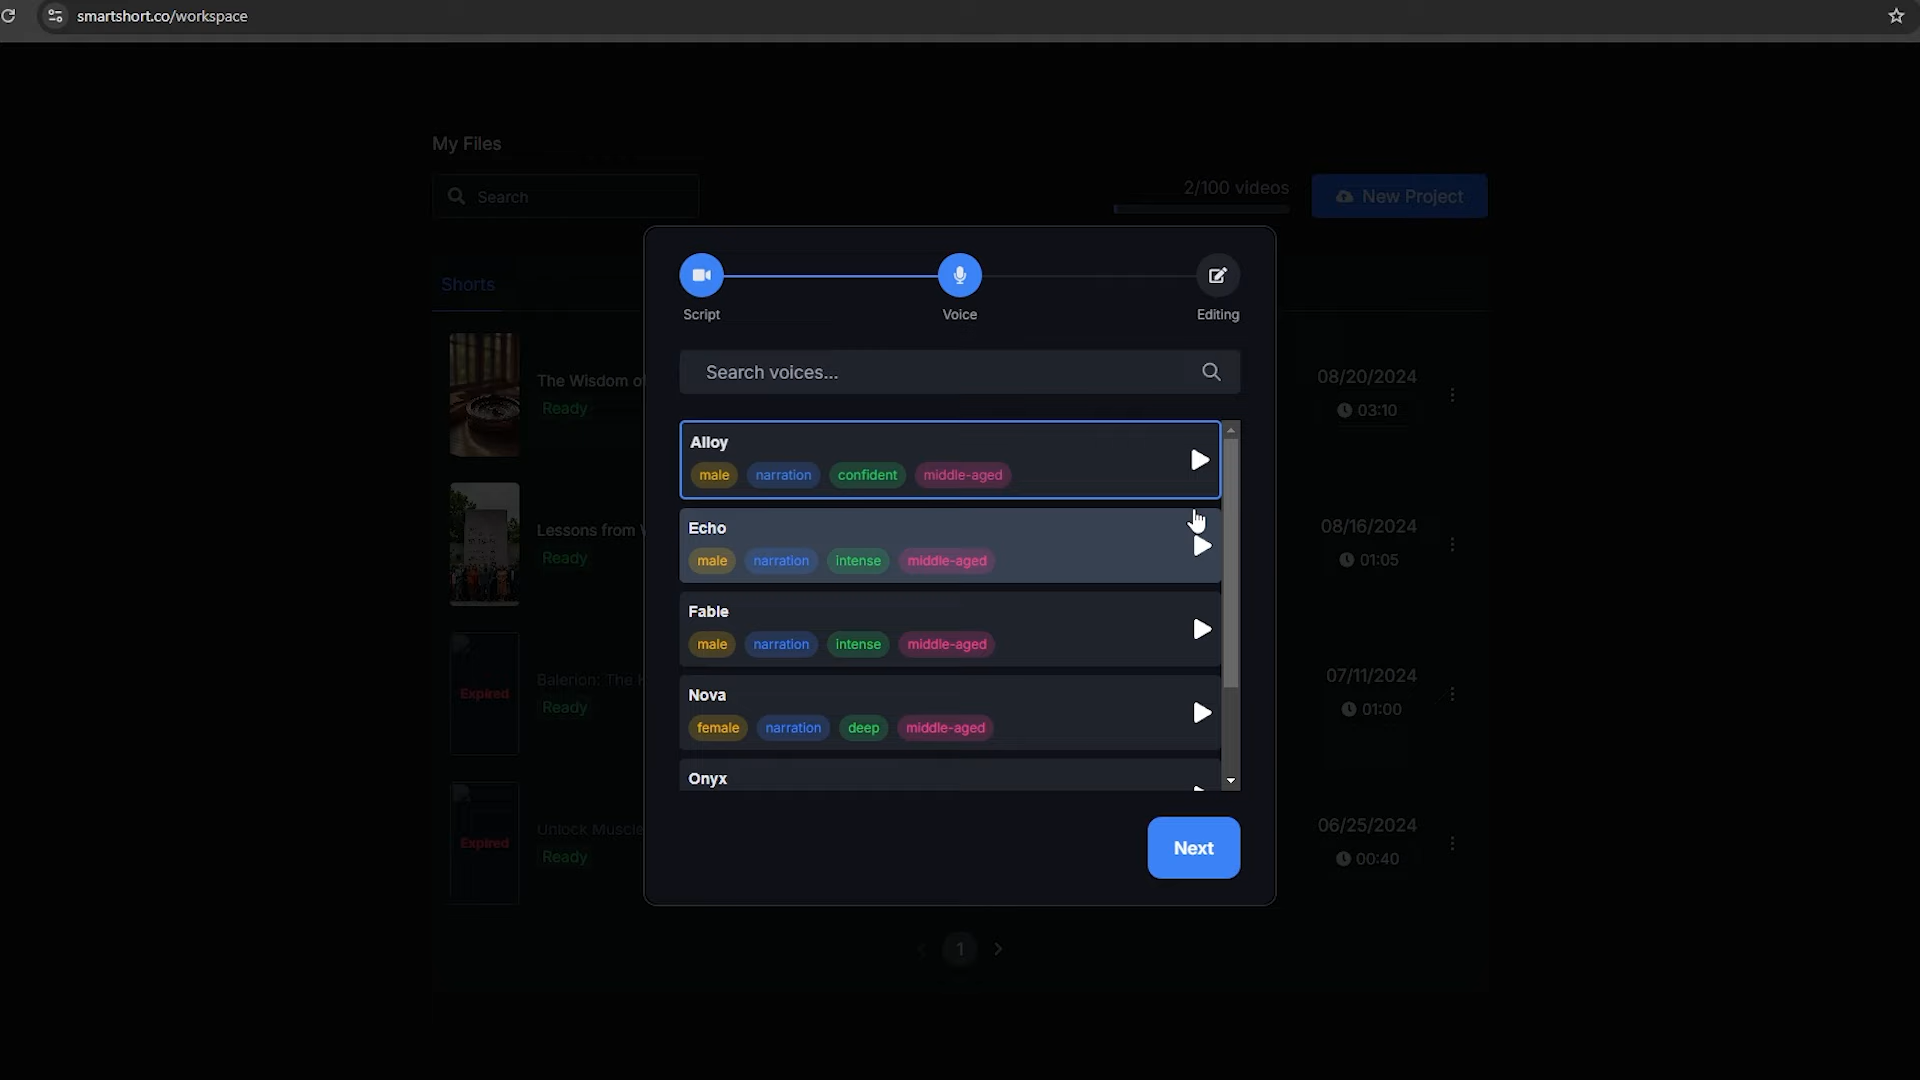 smartshort.co/workspace
My Files
Search
2/100 videos
New Project
Shorts
Script
Voice
Editing
Search voices...
Alloy
male narration confident middle-aged
Echo
male narration intense middle-aged
Fable
male narration intense middle-aged
Nova
female narration deep middle-aged
Onyx
Next
The Wisdom of
Ready
08/20/2024
03:10
Lessons from
Ready
08/16/2024
01:05
Expired
Balerion: The
Ready
07/11/2024
01:00
Expired
Unlock Muscle
Ready
06/25/2024
00:40
1